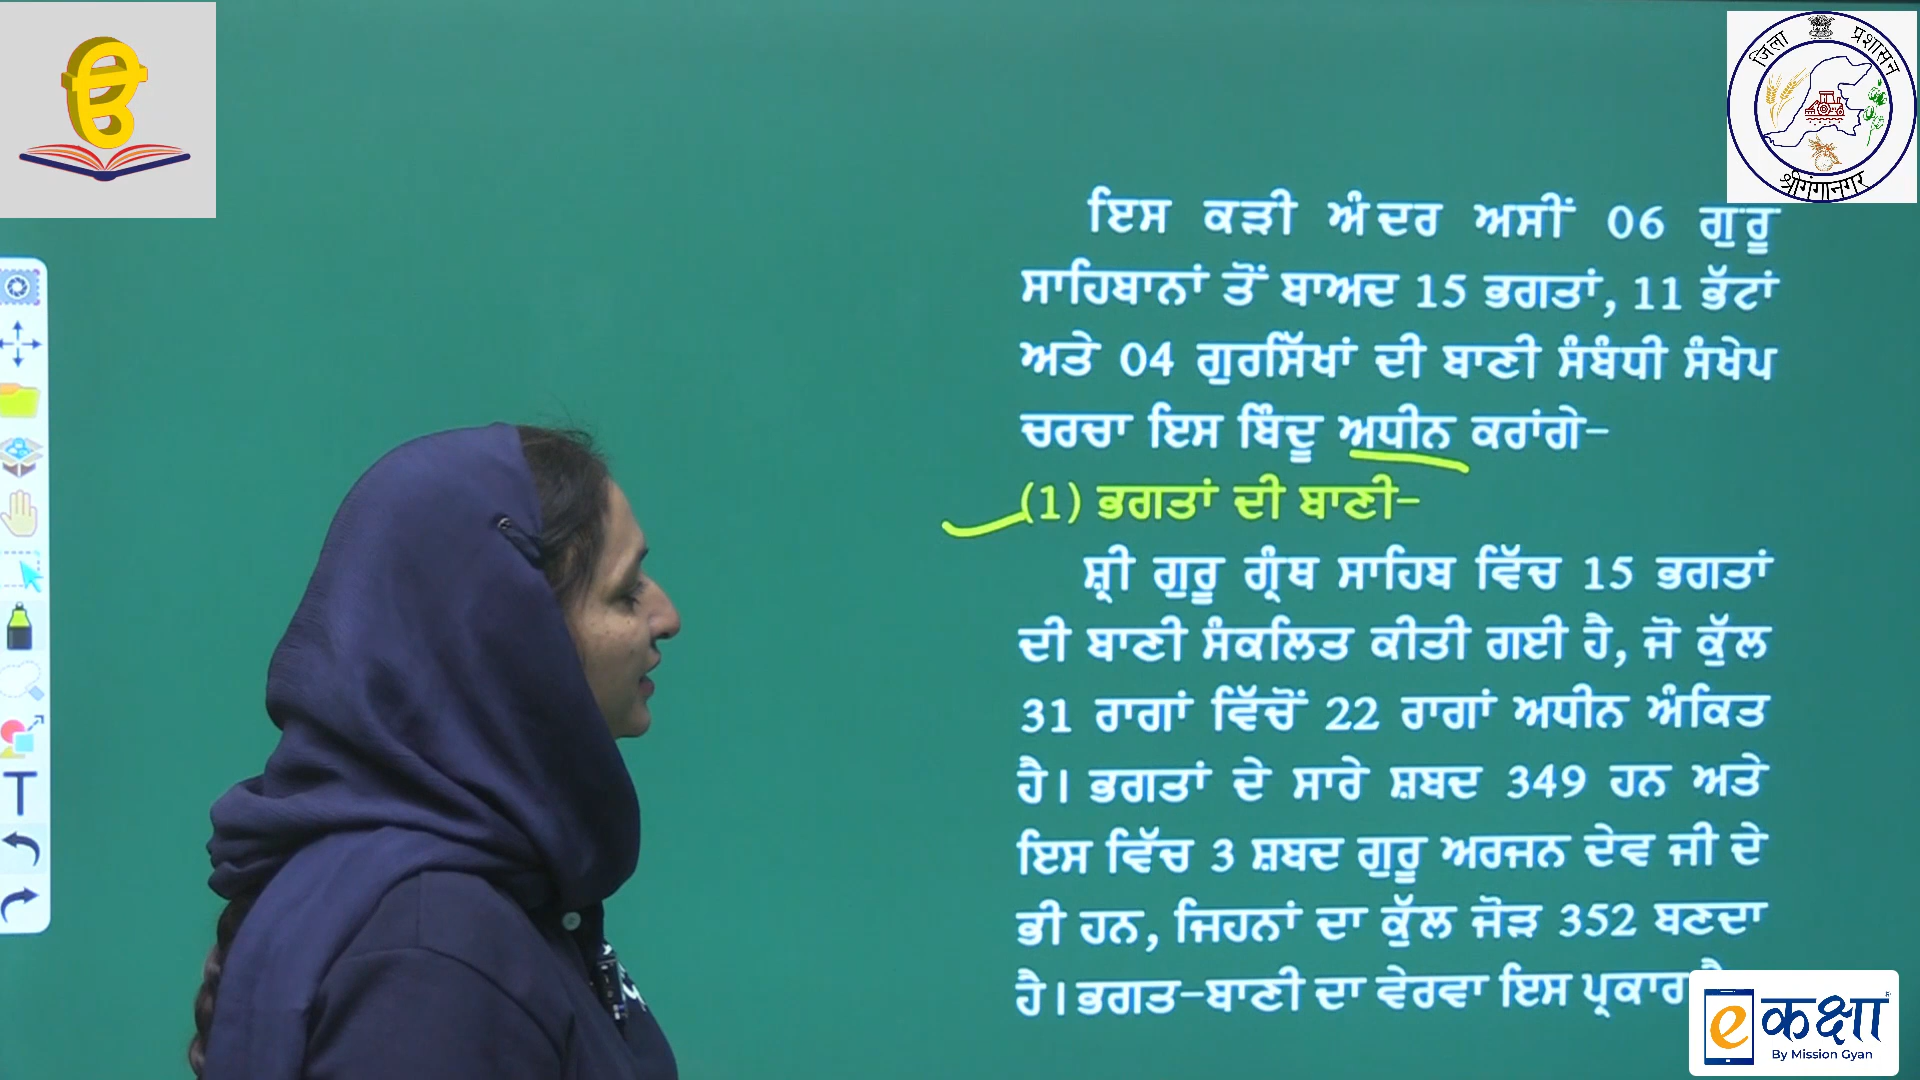 जिला प्रशासन
श्रीगंगानगर
ਇਸ ਕੜੀ ਅੰਦਰ ਅਸੀਂ 06 ਗੁਰੂ
ਸਾਹਿਬਾਨਾਂ ਤੋਂ ਬਾਅਦ 15 ਭਗਤਾਂ, 11 ਭੱਟਾਂ
ਅਤੇ 04 ਗੁਰਸਿੱਖਾਂ ਦੀ ਬਾਣੀ ਸੰਬੰਧੀ ਸੰਖੇਪ
ਚਰਚਾ ਇਸ ਬਿੰਦੂ ਅਧੀਨ ਕਰਾਂਗੇ-
(1) ਭਗਤਾਂ ਦੀ ਬਾਣੀ-
ਸ਼੍ਰੀ ਗੁਰੂ ਗ੍ਰੰਥ ਸਾਹਿਬ ਵਿੱਚ 15 ਭਗਤਾਂ
ਦੀ ਬਾਣੀ ਸੰਕਲਿਤ ਕੀਤੀ ਗਈ ਹੈ, ਜੋ ਕੁੱਲ
31 ਰਾਗਾਂ ਵਿੱਚੋਂ 22 ਰਾਗਾਂ ਅਧੀਨ ਅੰਕਿਤ
ਹੈ। ਭਗਤਾਂ ਦੇ ਸਾਰੇ ਸ਼ਬਦ 349 ਹਨ ਅਤੇ
ਇਸ ਵਿੱਚ 3 ਸ਼ਬਦ ਗੁਰੂ ਅਰਜਨ ਦੇਵ ਜੀ ਦੇ
ਭੀ ਹਨ, ਜਿਹਨਾਂ ਦਾ ਕੁੱਲ ਜੋੜ 352 ਬਣਦਾ
ਹੈ। ਭਗਤ-ਬਾਣੀ ਦਾ ਵੇਰਵਾ ਇਸ ਪ੍ਰਕਾਰ
e कक्षा
By Mission Gyan